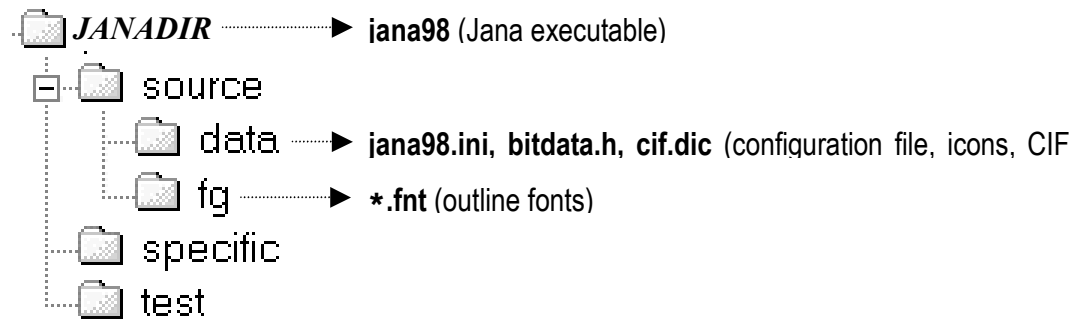 JANADIR jana98 (Jana executable)
source
data jana98.ini, bitdata.h, cif.dic (configuration file, icons, CIF
fg *.fnt (outline fonts)
specific
test